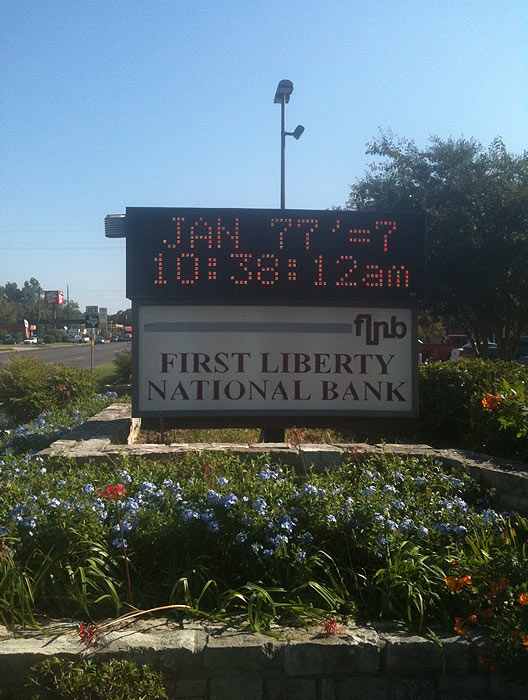 JAN 77 '=7
10:38:12am
flnb
FIRST LIBERTY
NATIONAL BANK